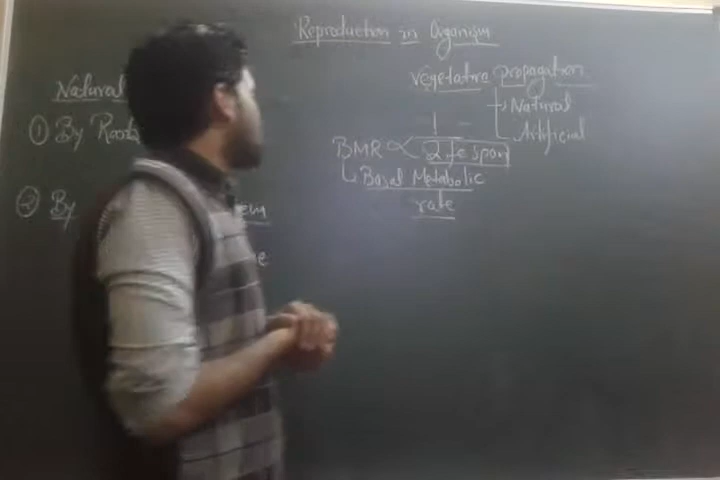 Reproduction in Organism
Vegetative propagation
Natural
Artificial
BMR ∝ 1
Life span
Basal Metabolic
rate
Natural
① By Root
② By